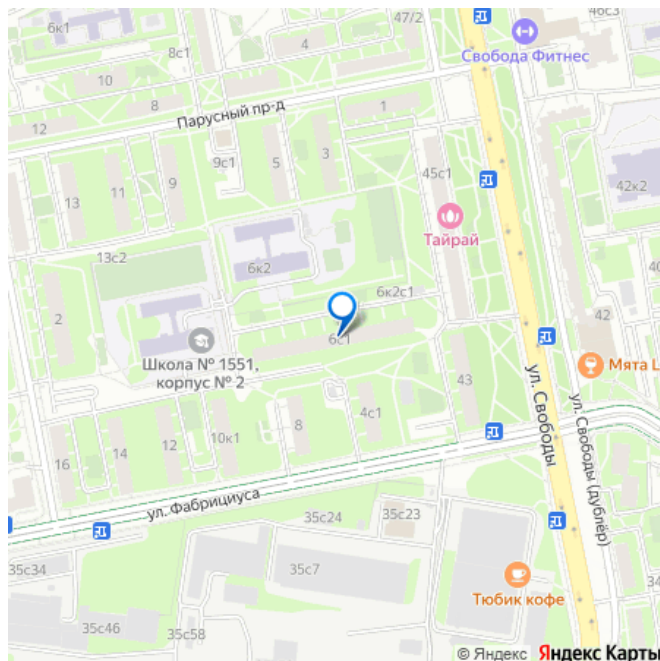 6к1
47/2
46с3
8с1
4
Свобода Фитнес
10
8
Парусный пр-д
1
12
9с1
5
3
45с1
9
11
13
42к2
Тайрай
13с2
6к2
6к2с1
2
42
6с1
Школа № 1551,
корпус № 2
43
ул. Свободы
Мята Ц
ул. Свободы (дублёр)
8
4с1
10к1
12
14
16
ул. Фабрициуса
35с24
35с23
35с34
35с7
Тюбик кофе
35с46
35с58
© Яндекс Яндекс Карты